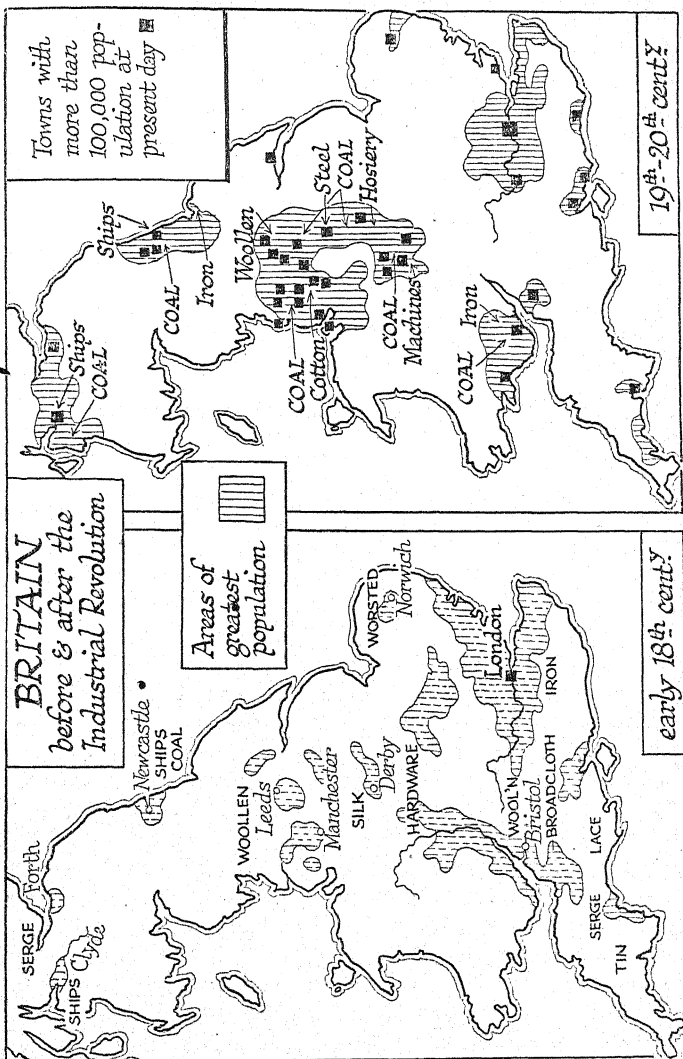 BRITAIN
before & after the
Industrial Revolution
Areas of
greatest
population
SERGE
Forth
SHIPS
Clyde
Newcastle
SHIPS
COAL
WOOLLEN
Leeds
Manchester
SILK
Derby
WORSTED
Norwich
HARDWARE
London
WOOL'N
Bristol
BROADCLOTH
IRON
SERGE
LACE
TIN
early 18th centy.
Towns with
more than
100,000 pop-
ulation at
present day
Ships
COAL
Ships
COAL
Iron
Woollen
Steel
COAL
Hosiery
COAL
Cotton
COAL
Machines
COAL
Iron
19th-20th centy.